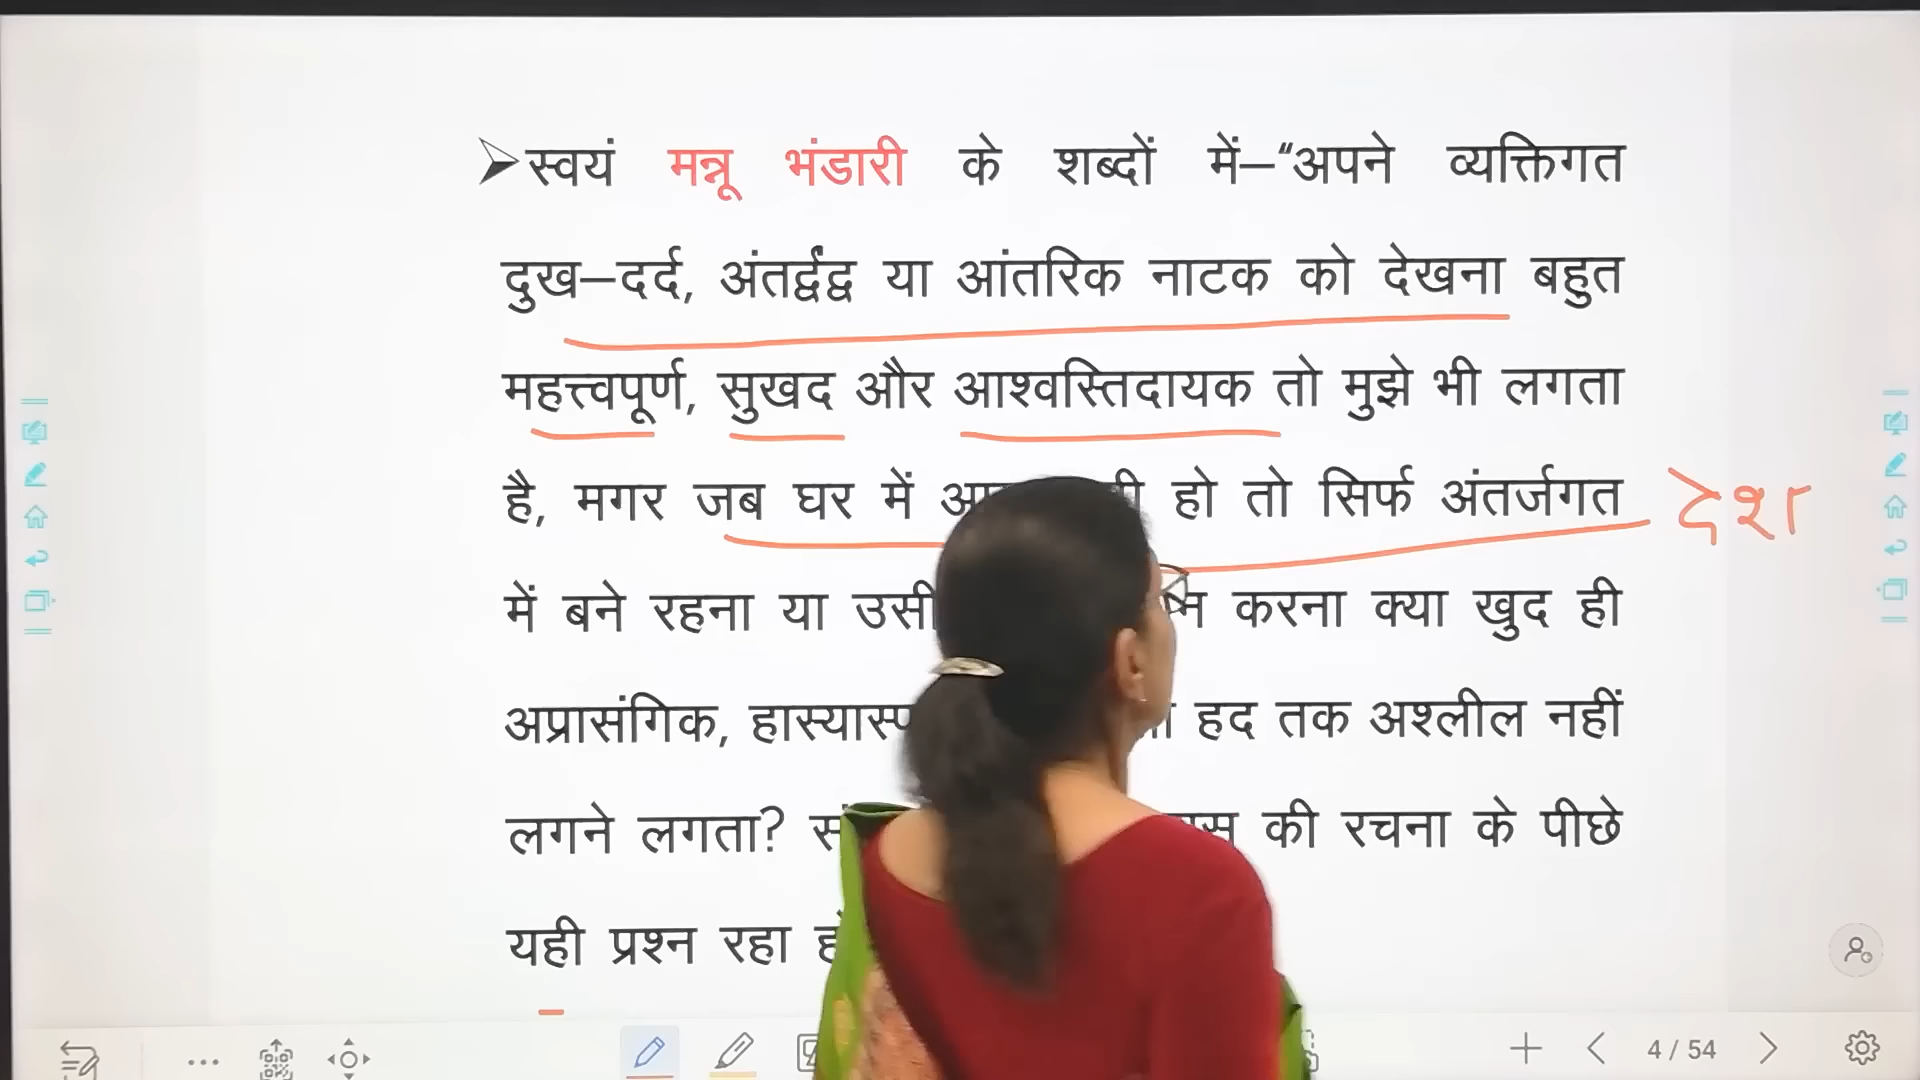 स्वयं मन्नू भंडारी के शब्दों में–“अपने व्यक्तिगत
दुख–दर्द, अंतर्द्वंद्व या आंतरिक नाटक को देखना बहुत
महत्त्वपूर्ण, सुखद और आश्वस्तिदायक तो मुझे भी लगता
है, मगर जब घर में हो तो सिर्फ अंतर्जगत
में बने रहना या उसी करना क्या खुद ही
अप्रासंगिक, हद तक अश्लील नहीं
लगने लगता? की रचना के पीछे
यही प्रश्न रहा
4 / 54